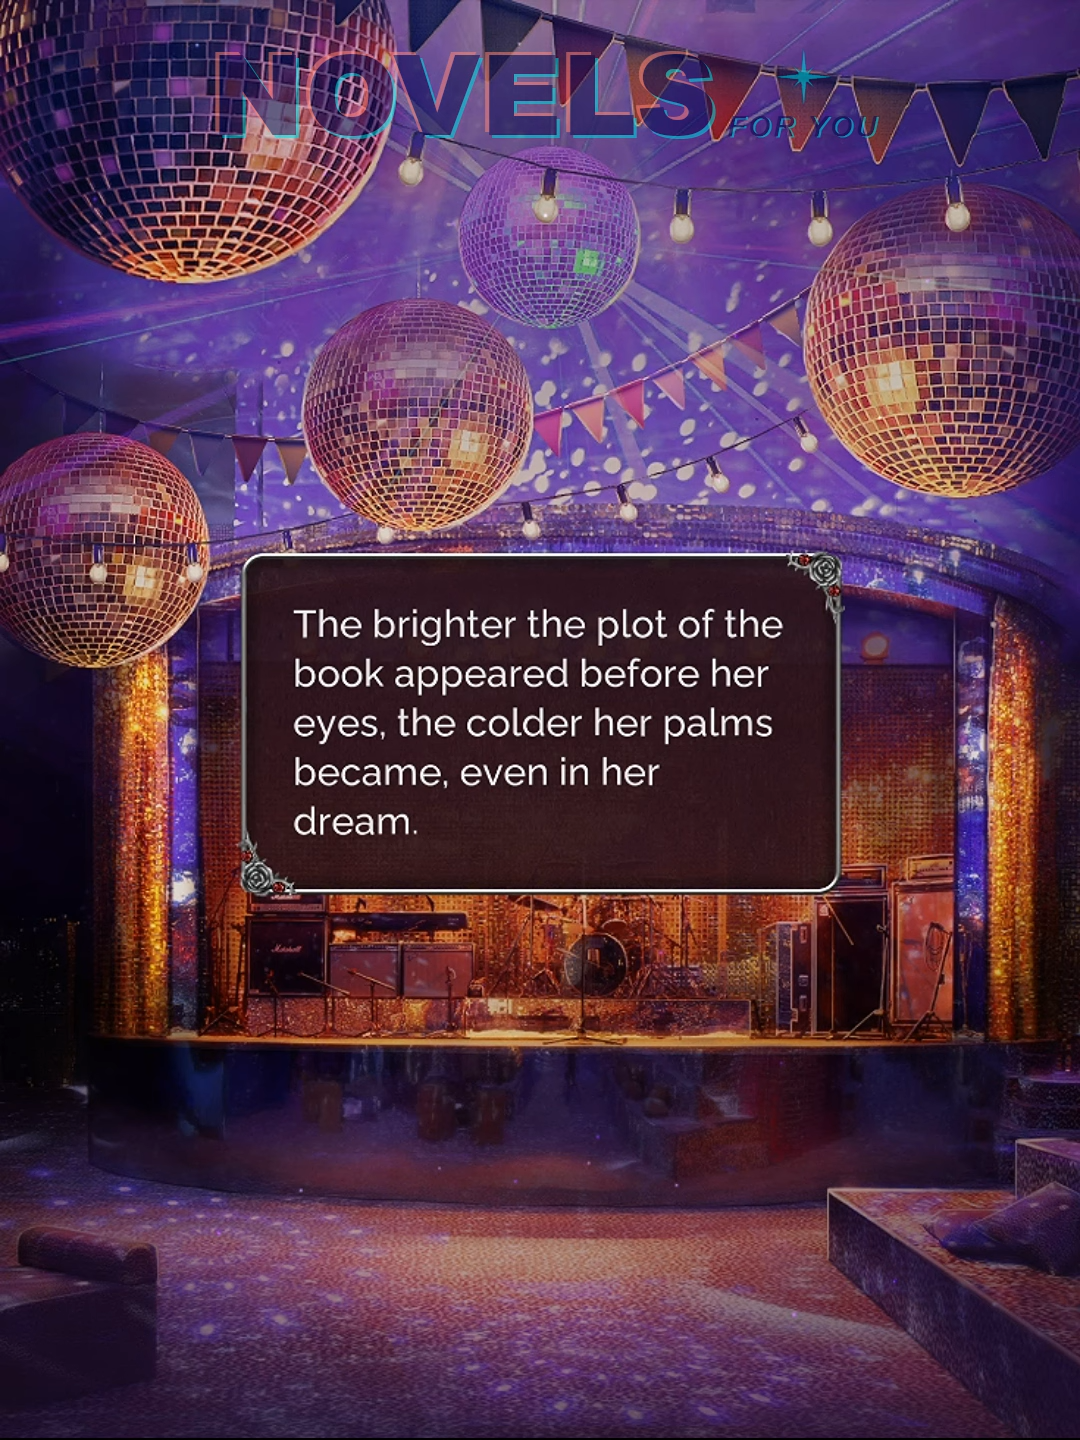 NOVELS
FOR YOU
The brighter the plot of the
book appeared before her
eyes, the colder her palms
became, even in her
dream.
Marshall